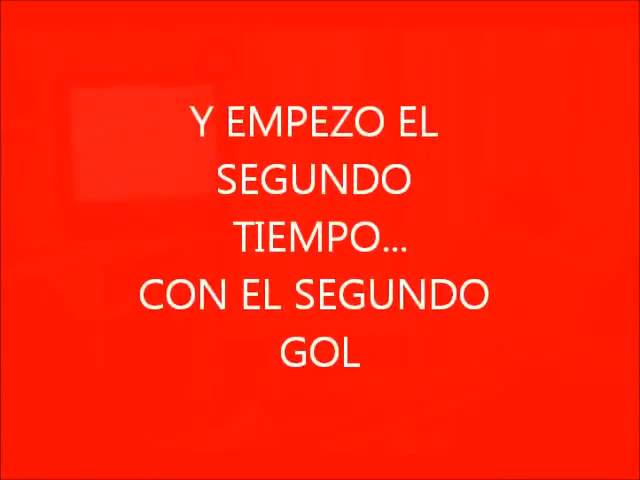 Y EMPEZO EL
SEGUNDO
TIEMPO...
CON EL SEGUNDO
GOL